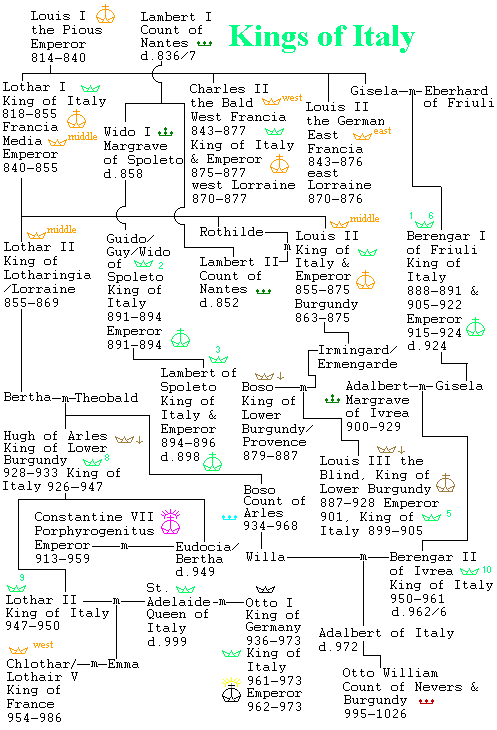 Kings of Italy
Louis I
the Pious
Emperor
814-840
Lambert I
Count of
Nantes
d.836/7
Lothar I
King of Italy
818-855
Francia
Media middle
Emperor
840-855
Wido I
Margrave
of Spoleto
d.858
Charles II
the Bald west
West Francia
843-877
King of Italy
& Emperor
875-877
west Lorraine
870-877
Louis II
the German
East east
Francia
843-876
east
Lorraine
870-876
Gisela-m-Eberhard
of Friuli
Lothar II middle
King of
Lotharingia
/Lorraine
855-869
Guido/
Guy/Wido
of 2
Spoleto
King of
Italy
891-894
Emperor
891-894
Rothilde
m
Lambert II
Count of
Nantes
d.852
Louis II middle
King of
Italy &
Emperor
855-875
Burgundy
863-875
1 6
Berengar I
of Friuli
King of
Italy
888-891 &
905-922
Emperor
915-924
d.924
Irmingard/
Ermengarde
3
Lambert of
Spoleto
King of
Italy &
Emperor
894-896
d.898
Boso-m-
King of
Lower
Burgundy/
Provence
879-887
Adalbert-m-Gisela
Margrave
of Ivrea
900-929
Bertha-m-Theobald
Hugh of Arles
King of Lower
Burgundy 8
928-933 King of
Italy 926-947
Louis III the
Blind, King of
Lower Burgundy
887-928 Emperor
901, King of 5
Italy 899-905
Boso
Count of
Arles
934-968
Constantine VII
Porphyrogenitus
Emperor-m-
913-959
Eudocia/
Bertha
d.949
Willa-m-
Berengar II
of Ivrea 10
King of Italy
950-961
d.962/6
9
Lothar II-m-
King of Italy
947-950
St.
Adelaide-m-
Queen of
Italy
d.999
Otto I
King of
Germany
936-973
King of
Italy
961-973
Emperor
962-973
Adalbert of Italy
d.972
west
Chlothar/-m-Emma
Lothair V
King of
France
954-986
Otto William
Count of Nevers &
Burgundy
995-1026